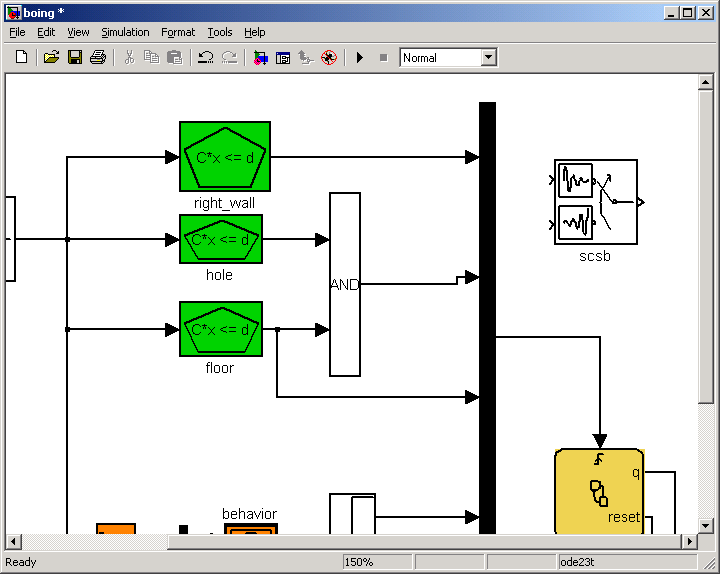 boing *
File Edit View Simulation Format Tools Help
Normal
C*x <= d
right_wall
C*x <= d
hole
AND
scsb
C*x <= d
floor
q
behavior
reset
Ready 150% ode23t